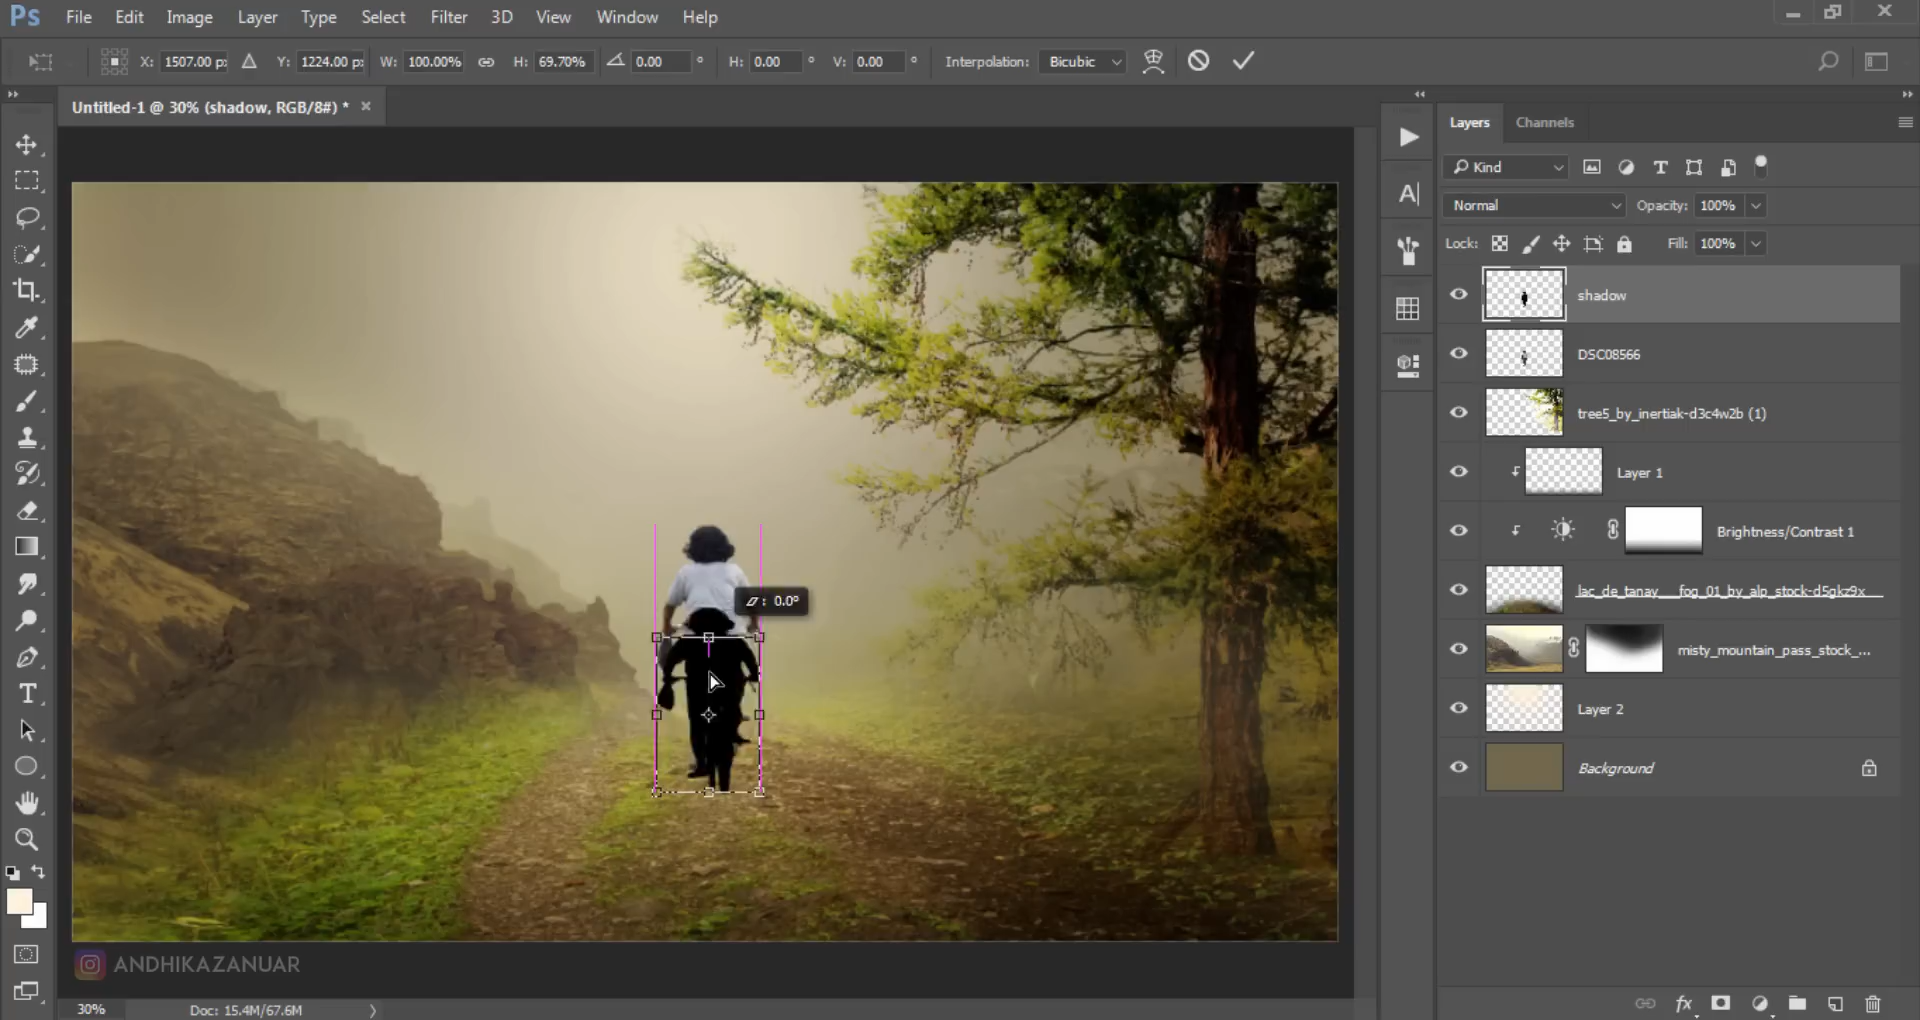 Ps File Edit Image Layer Type Select Filter 3D View Window Help
X: 1507.00 p Y: 1224.00 p W: 100.00% H: 69.70% 0.00 ° H: 0.00 ° V: 0.00 ° Interpolation: Bicubic
Untitled-1 @ 30% (shadow, RGB/8#) * ×
Layers Channels
Kind
Normal Opacity: 100%
Lock: Fill: 100%
shadow
DSC08566
tree5_by_inertiak-d3c4w2b (1)
Layer 1
Brightness/Contrast 1
lac_de_tanay___fog_01_by_alp_stock-d5gkz9x
: 0.0°
misty_mountain_pass_stock_...
Layer 2
Background
ANDHIKAZANUAR
30% Doc: 15.4M/67.6M